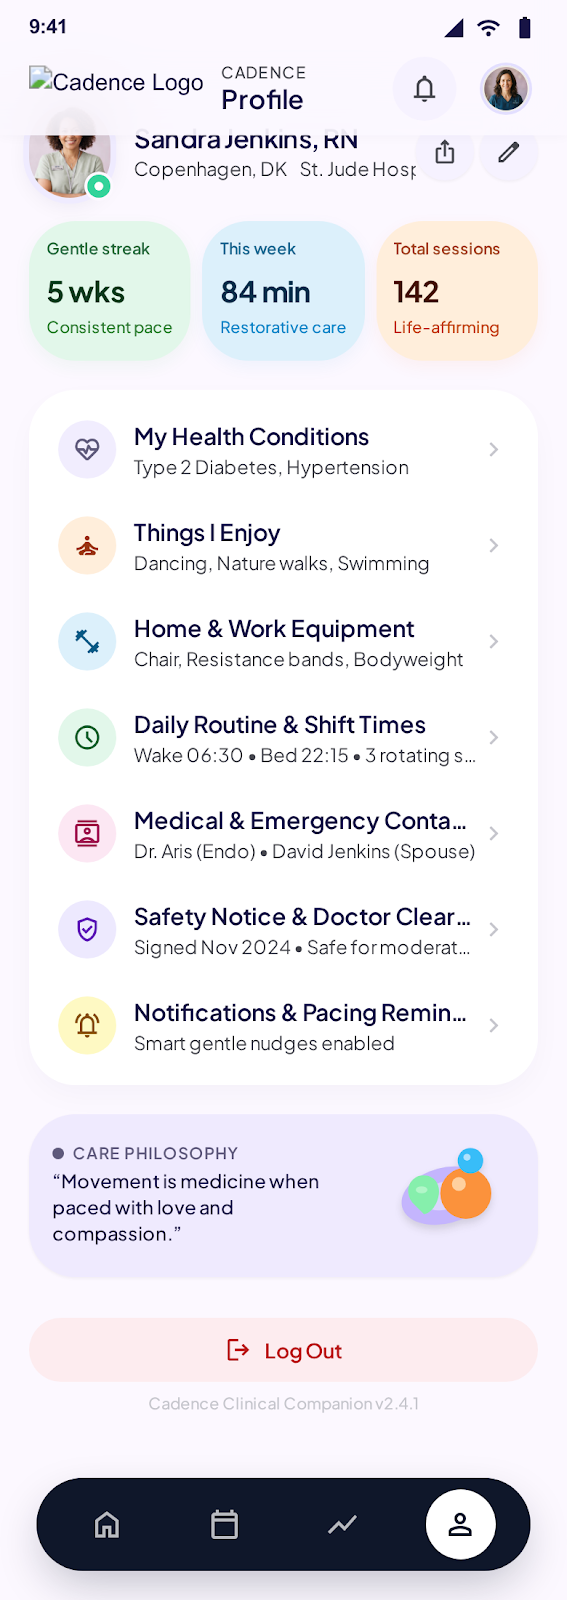 9:41
Cadence Logo
CADENCE
Profile
Sandra Jenkins, RN
Copenhagen, DK St. Jude Hosp
Gentle streak
5 wks
Consistent pace
This week
84 min
Restorative care
Total sessions
142
Life-affirming
My Health Conditions
Type 2 Diabetes, Hypertension
Things I Enjoy
Dancing, Nature walks, Swimming
Home & Work Equipment
Chair, Resistance bands, Bodyweight
Daily Routine & Shift Times
Wake 06:30 • Bed 22:15 • 3 rotating s...
Medical & Emergency Conta...
Dr. Aris (Endo) • David Jenkins (Spouse)
Safety Notice & Doctor Clear...
Signed Nov 2024 • Safe for moderat...
Notifications & Pacing Remin...
Smart gentle nudges enabled
CARE PHILOSOPHY
“Movement is medicine when
paced with love and
compassion.”
Log Out
Cadence Clinical Companion v2.4.1